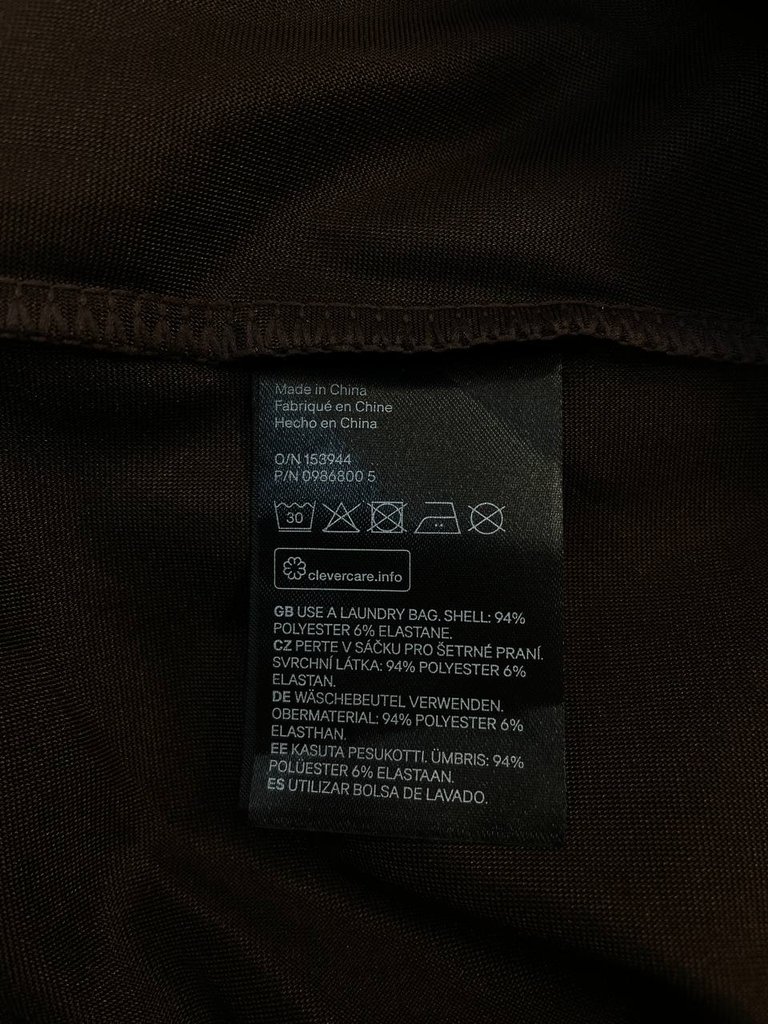 Made in China
Fabriqué en Chine
Hecho en China
O/N 153944
P/N 0986800 5
30
clevercare.info
GB USE A LAUNDRY BAG. SHELL: 94%
POLYESTER 6% ELASTANE.
CZ PERTE V SÁČKU PRO ŠETRNÉ PRANÍ.
SVRCHNÍ LÁTKA: 94% POLYESTER 6%
ELASTAN.
DE WÄSCHEBEUTEL VERWENDEN.
OBERMATERIAL: 94% POLYESTER 6%
ELASTHAN.
EE KASUTA PESUKOTTI. ÜMBRIS: 94%
POLÜESTER 6% ELASTAAN.
ES UTILIZAR BOLSA DE LAVADO.